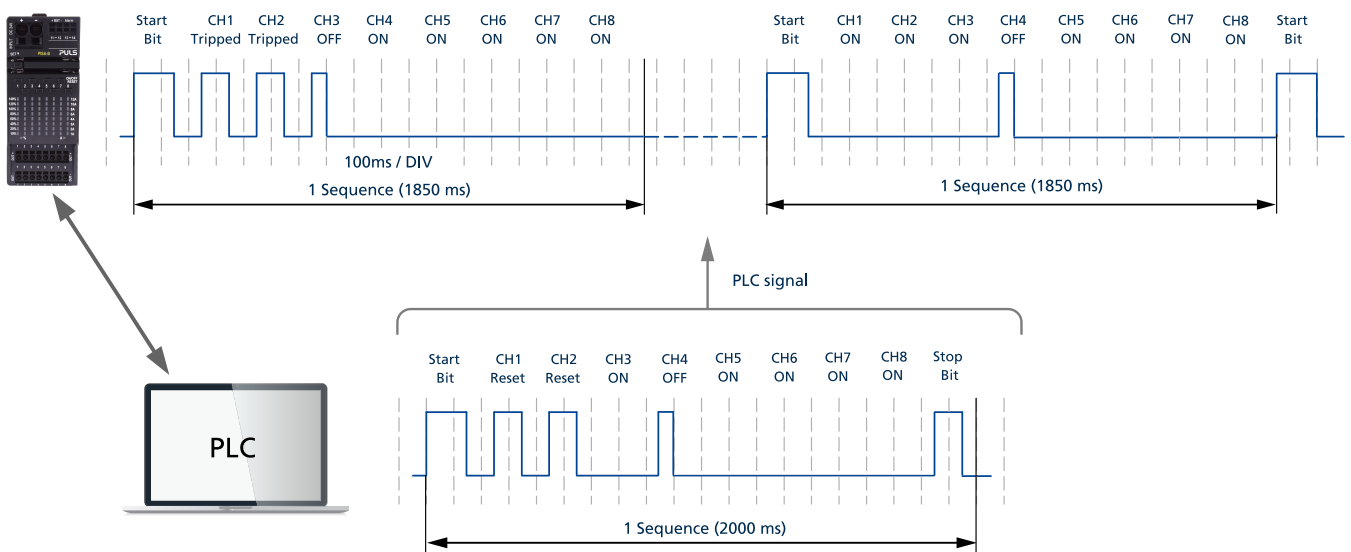 Start CH1 CH2 CH3 CH4 CH5 CH6 CH7 CH8
Bit Tripped Tripped OFF ON ON ON ON ON
Start CH1 CH2 CH3 CH4 CH5 CH6 CH7 CH8 Start
Bit ON ON ON OFF ON ON ON ON Bit
PULS
100ms / DIV
1 Sequence (1850 ms)
1 Sequence (1850 ms)
PLC signal
Start CH1 CH2 CH3 CH4 CH5 CH6 CH7 CH8 Stop
Bit Reset Reset ON OFF ON ON ON ON Bit
PLC
1 Sequence (2000 ms)